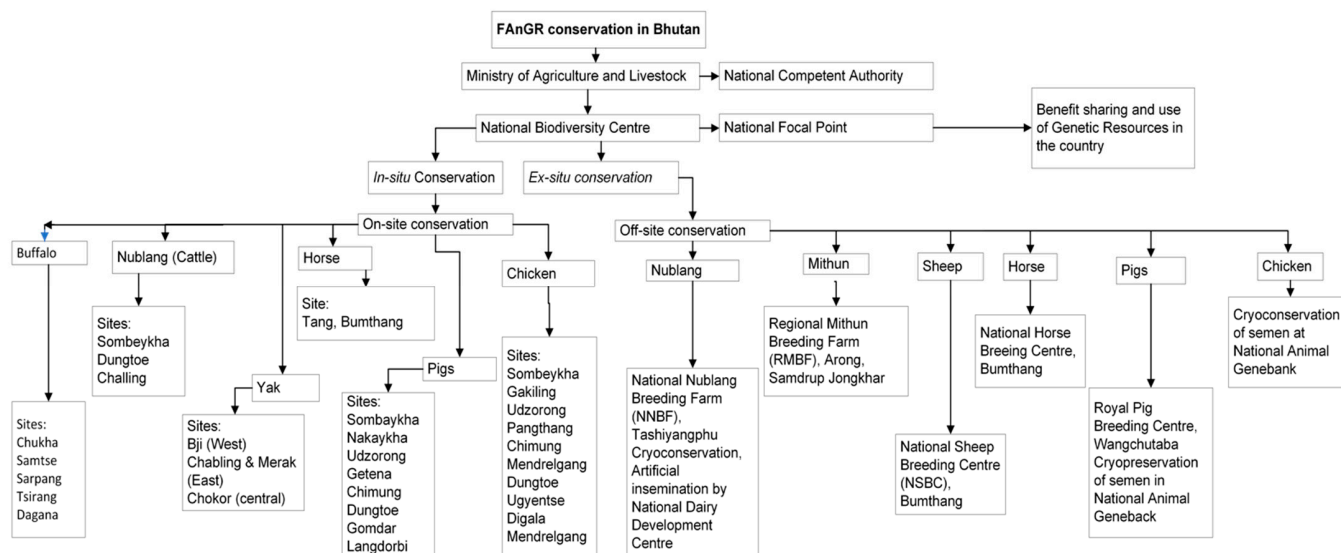 FAnGR conservation in Bhutan
Ministry of Agriculture and Livestock
National Competent Authority
National Biodiversity Centre
National Focal Point
Benefit sharing and use
of Genetic Resources in
the country
In-situ Conservation
Ex-situ conservation
On-site conservation
Off-site conservation
Buffalo
Sites:
Chukha
Samtse
Sarpang
Tsirang
Dagana
Nublang (Cattle)
Sites:
Sombeykha
Dungtoe
Challing
Yak
Sites:
Bji (West)
Chabling & Merak
(East)
Chokor (central)
Horse
Site:
Tang, Bumthang
Pigs
Sites:
Sombaykha
Nakaykha
Udzorong
Getena
Chimung
Dungtoe
Gomdar
Langdorbi
Chicken
Sites:
Sombeykha
Gakiling
Udzorong
Pangthang
Chimung
Mendrelgang
Dungtoe
Ugyentse
Digala
Mendrelgang
Nublang
National Nublang
Breeding Farm
(NNBF),
Tashiyangphu
Cryoconservation,
Artificial
insemination by
National Dairy
Development
Centre
Mithun
Regional Mithun
Breeding Farm
(RMBF), Arong,
Samdrup Jongkhar
Sheep
National Sheep
Breeding Centre
(NSBC),
Bumthang
Horse
National Horse
Breeing Centre,
Bumthang
Pigs
Royal Pig
Breeding Centre,
Wangchutaba
Cryopreservation
of semen in
National Animal
Geneback
Chicken
Cryoconservation
of semen at
National Animal
Genebank